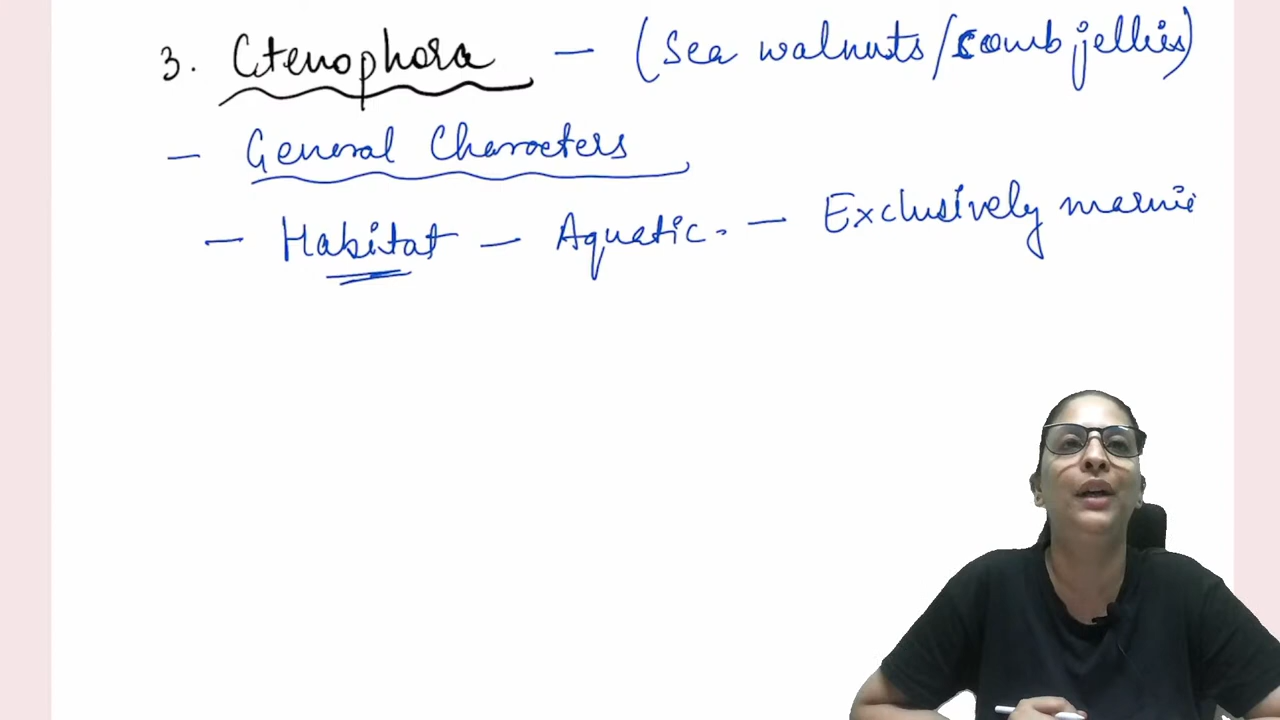 3. Ctenophora — (Sea walnuts/comb jellies)
— General Characters
— Habitat — Aquatic. — Exclusively marine